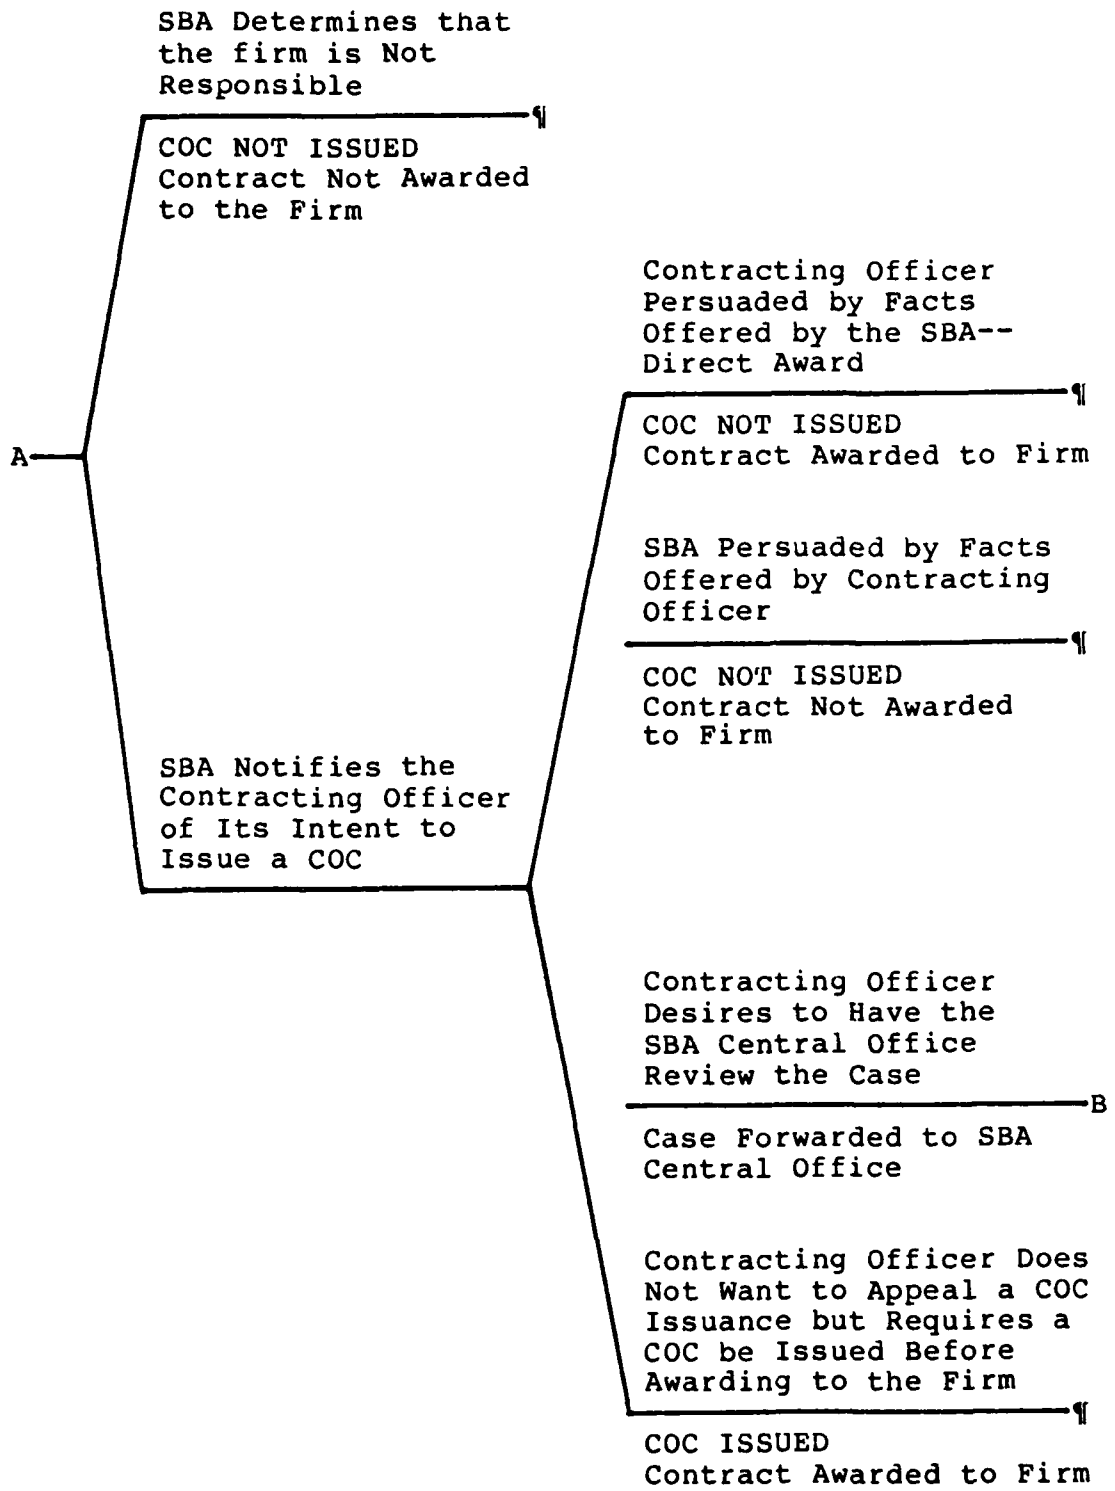 SBA Determines that
the firm is Not
Responsible
¶
COC NOT ISSUED
Contract Not Awarded
to the Firm
A
SBA Notifies the
Contracting Officer
of Its Intent to
Issue a COC
Contracting Officer
Persuaded by Facts
Offered by the SBA--
Direct Award
¶
COC NOT ISSUED
Contract Awarded to Firm
SBA Persuaded by Facts
Offered by Contracting
Officer
¶
COC NOT ISSUED
Contract Not Awarded
to Firm
Contracting Officer
Desires to Have the
SBA Central Office
Review the Case
B
Case Forwarded to SBA
Central Office
Contracting Officer Does
Not Want to Appeal a COC
Issuance but Requires a
COC be Issued Before
Awarding to the Firm
¶
COC ISSUED
Contract Awarded to Firm